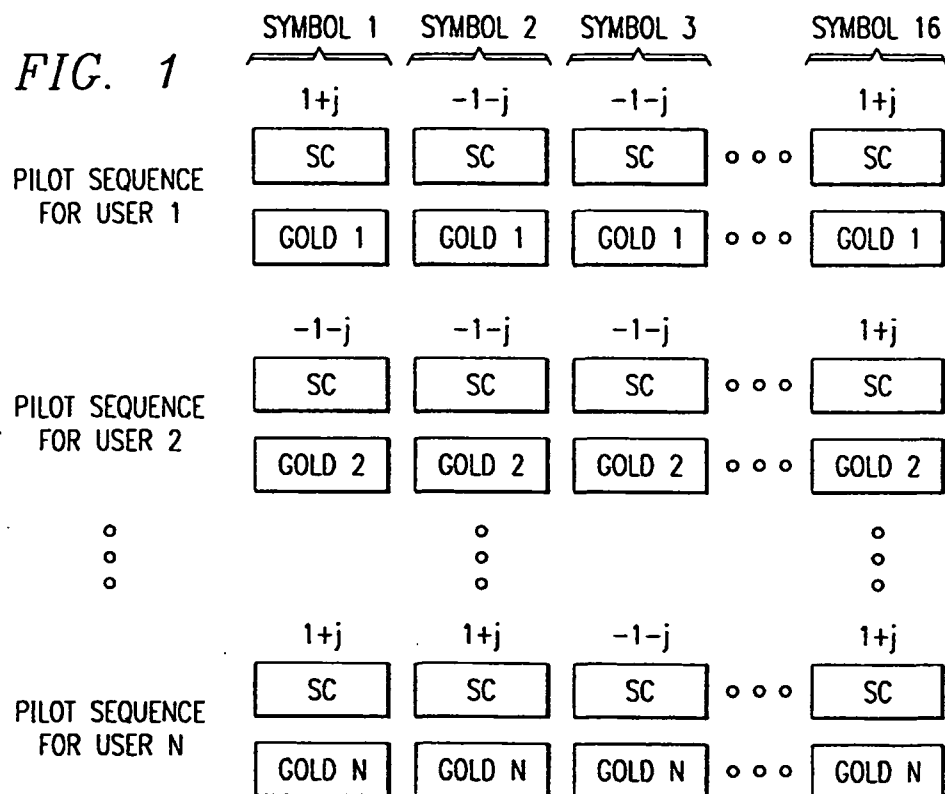 FIG. 1
SYMBOL 1 SYMBOL 2 SYMBOL 3 SYMBOL 16
1+j -1-j -1-j 1+j
PILOT SEQUENCE
FOR USER 1
SC SC SC SC
GOLD 1 GOLD 1 GOLD 1 GOLD 1
-1-j -1-j -1-j 1+j
PILOT SEQUENCE
FOR USER 2
SC SC SC SC
GOLD 2 GOLD 2 GOLD 2 GOLD 2
1+j 1+j -1-j 1+j
PILOT SEQUENCE
FOR USER N
SC SC SC SC
GOLD N GOLD N GOLD N GOLD N